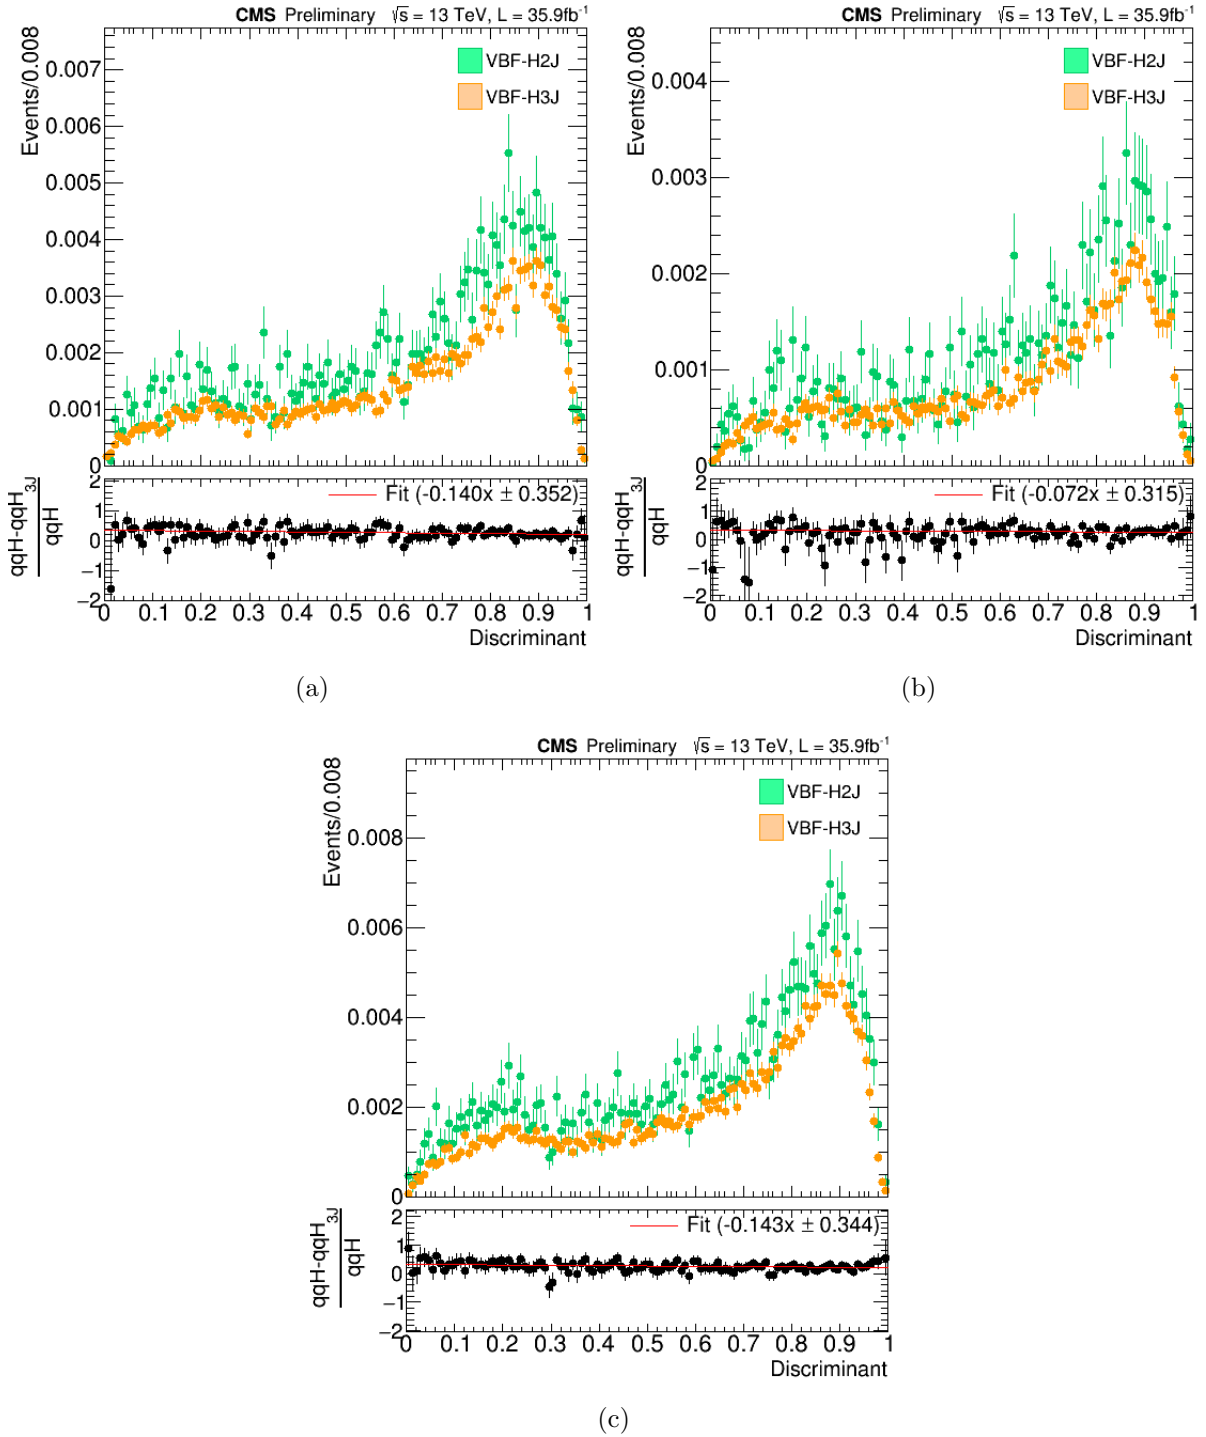 CMS Preliminary √s = 13 TeV, L = 35.9fb⁻¹
Events/0.008
VBF-H2J
VBF-H3J
0.007
0.006
0.005
0.004
0.003
0.002
0.001
0
qqH-qqH3J
qqH
Fit (-0.140x ± 0.352)
2
1
0
−1
−2
0 0.1 0.2 0.3 0.4 0.5 0.6 0.7 0.8 0.9 1
Discriminant
(a)
CMS Preliminary √s = 13 TeV, L = 35.9fb⁻¹
Events/0.008
VBF-H2J
VBF-H3J
0.004
0.003
0.002
0.001
0
qqH-qqH3J
qqH
Fit (-0.072x ± 0.315)
2
1
0
−1
−2
0 0.1 0.2 0.3 0.4 0.5 0.6 0.7 0.8 0.9 1
Discriminant
(b)
CMS Preliminary √s = 13 TeV, L = 35.9fb⁻¹
Events/0.008
VBF-H2J
VBF-H3J
0.008
0.006
0.004
0.002
0
qqH-qqH3J
qqH
Fit (-0.143x ± 0.344)
2
1
0
−1
−2
0 0.1 0.2 0.3 0.4 0.5 0.6 0.7 0.8 0.9 1
Discriminant
(c)